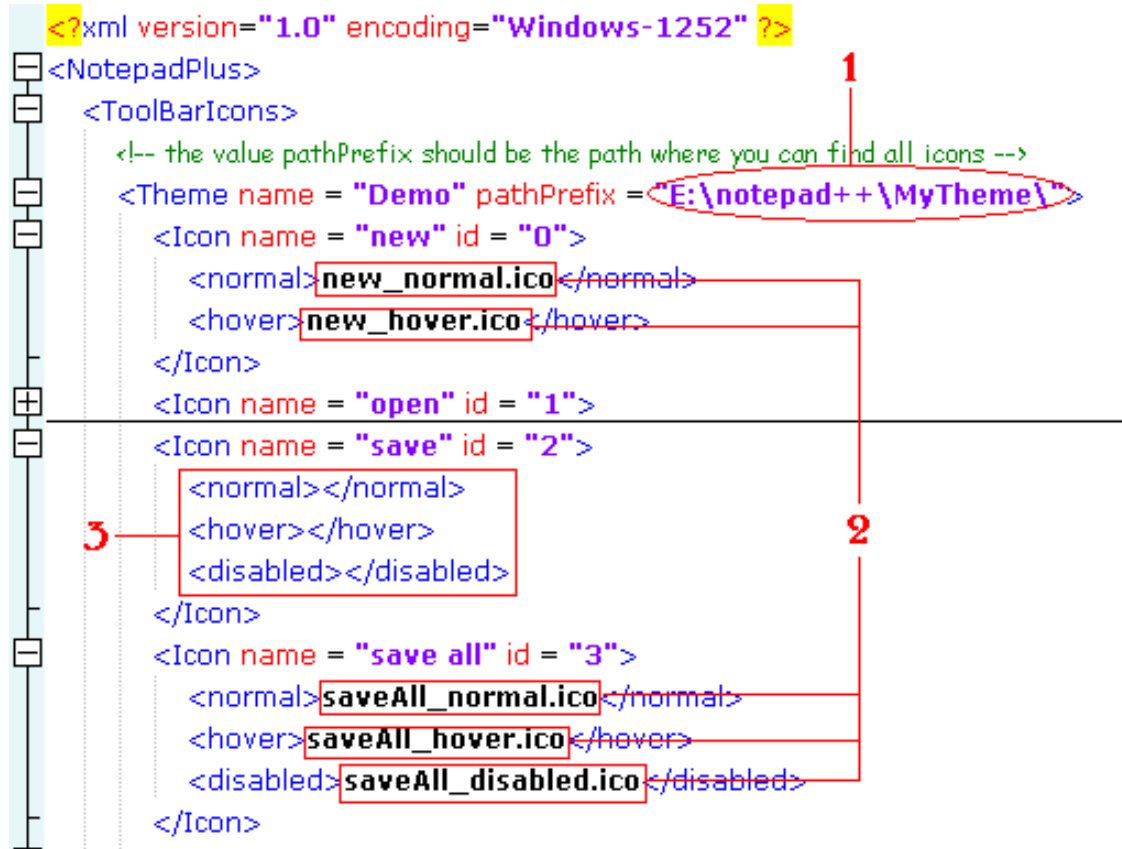 <?xml version="1.0" encoding="Windows-1252" ?>
1
<NotepadPlus>
<ToolBarIcons>
<!-- the value pathPrefix should be the path where you can find all icons -->
<Theme name = "Demo" pathPrefix ="E:\notepad++\MyTheme\">
<Icon name = "new" id = "0">
<normal>new_normal.ico</normal>
<hover>new_hover.ico</hover>
</Icon>
<Icon name = "open" id = "1">
<Icon name = "save" id = "2">
<normal></normal>
3 <hover></hover> 2
<disabled></disabled>
</Icon>
<Icon name = "save all" id = "3">
<normal>saveAll_normal.ico</normal>
<hover>saveAll_hover.ico</hover>
<disabled>saveAll_disabled.ico</disabled>
</Icon>